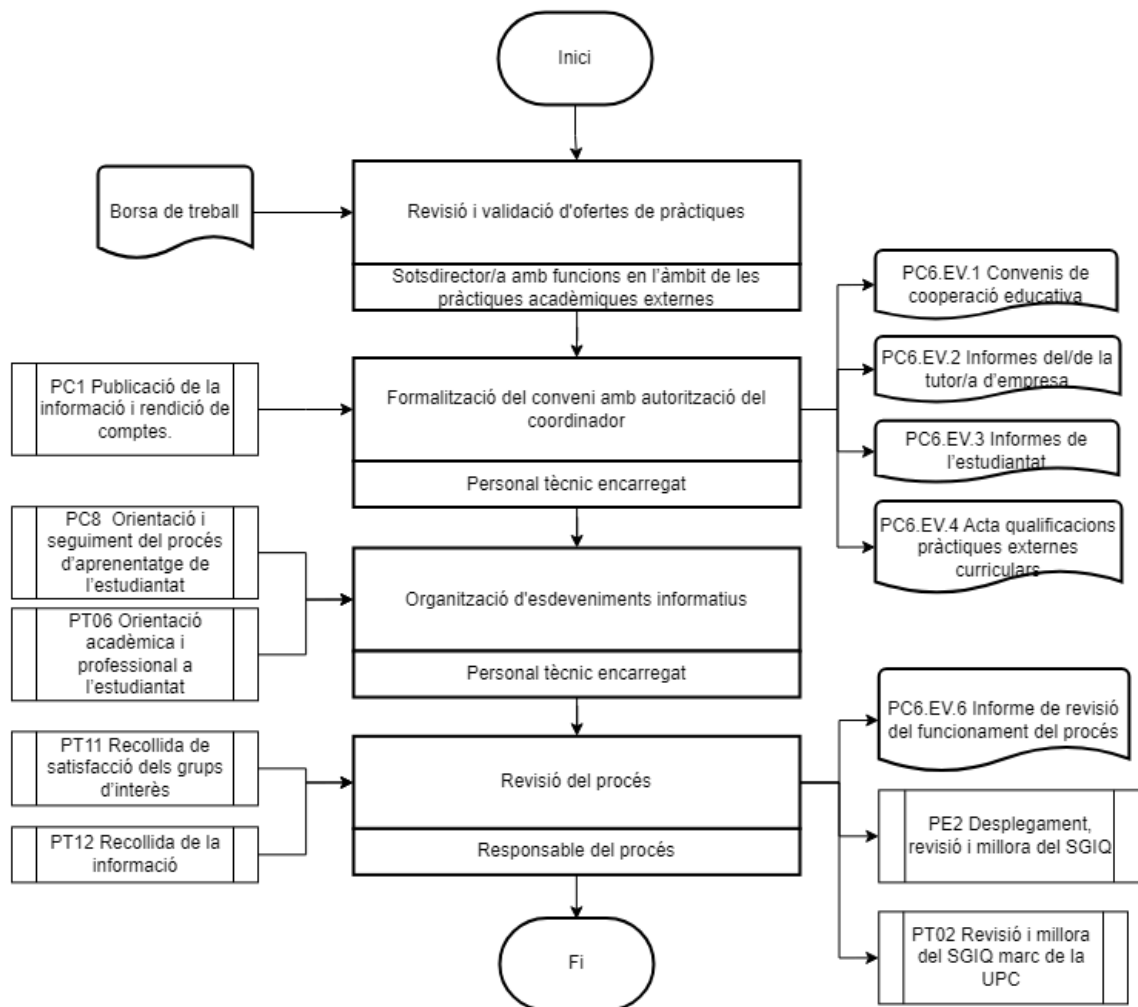 Inici
Borsa de treball
Revisió i validació d'ofertes de pràctiques
Sotsdirector/a amb funcions en l'àmbit de les
pràctiques acadèmiques externes
PC6.EV.1 Convenis de
cooperació educativa
PC6.EV.2 Informes del/de la
tutor/a d'empresa
PC6.EV.3 Informes de
l'estudiantat
PC6.EV.4 Acta qualificacions
pràctiques externes
curriculars
PC1 Publicació de la
informació i rendició de
comptes.
Formalització del conveni amb autorització del
coordinador
Personal tècnic encarregat
PC8  Orientació i
seguiment del procés
d'aprenentatge de
l'estudiantat
PT06 Orientació
acadèmica i
professional a
l'estudiantat
Organització d'esdeveniments informatius
Personal tècnic encarregat
PT11 Recollida de
satisfacció dels grups
d'interès
PT12 Recollida de la
informació
Revisió del procés
Responsable del procés
PC6.EV.6 Informe de revisió
del funcionament del procés
PE2 Desplegament,
revisió i millora del SGIQ
PT02 Revisió i millora
del SGIQ marc de la
UPC
Fi